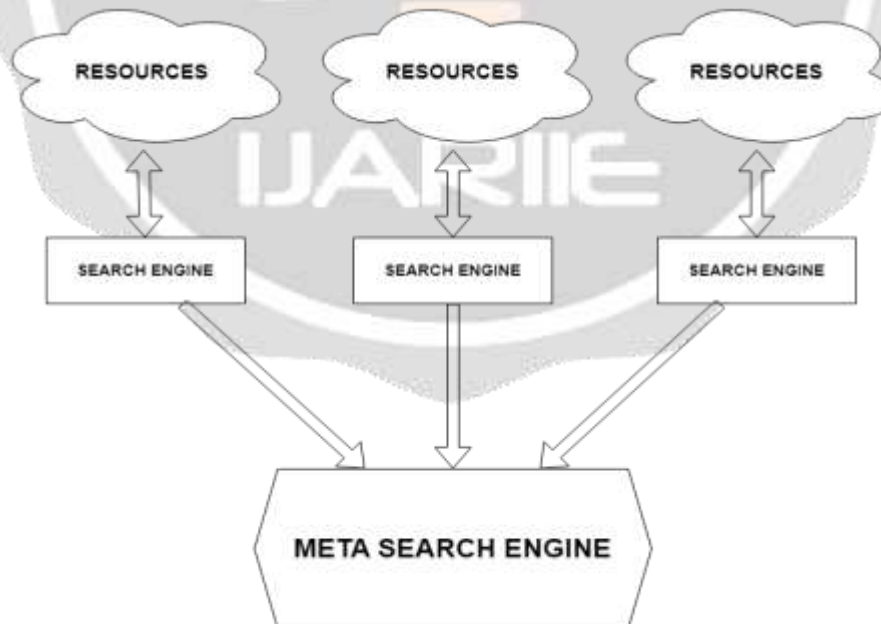 RESOURCES RESOURCES RESOURCES
IJARIIE
SEARCH ENGINE SEARCH ENGINE SEARCH ENGINE
META SEARCH ENGINE